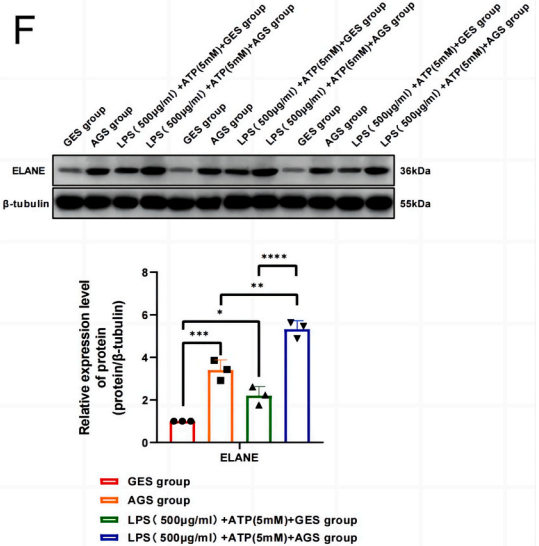 F
GES group
AGS group
LPS( 500μg/ml) +ATP(5mM)+GES group
LPS( 500μg/ml) +ATP(5mM)+AGS group
GES group
AGS group
LPS( 500μg/ml) +ATP(5mM)+GES group
LPS( 500μg/ml) +ATP(5mM)+AGS group
GES group
AGS group
LPS( 500μg/ml) +ATP(5mM)+GES group
LPS( 500μg/ml) +ATP(5mM)+AGS group
ELANE 36kDa
β-tubulin 55kDa
Relative expression level
of protein
(protein/β-tubulin)
8
6
4
2
0
****
**
*
***
ELANE
GES group
AGS group
LPS( 500μg/ml) +ATP(5mM)+GES group
LPS( 500μg/ml) +ATP(5mM)+AGS group